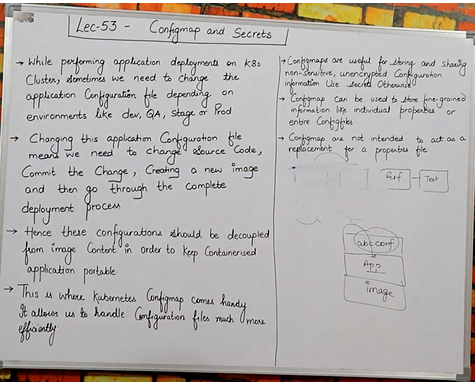 Lec-53 - Configmap and Secrets
→ While performing application deployments on K8s
Cluster, sometimes we need to change the
application Configuration file depending on
environments like dev, QA, Stage or Prod.
→ Changing this application Configuration file
means we need to change Source Code,
Commit the Change, Creating a new image
and then go through the complete
deployment process.
→ Hence these configurations should be decoupled
from image Content in order to keep Containerised
application portable
→ This is where Kubernetes Configmap comes handy
It allows us to handle Configuration files much more
efficiently
→ Configmaps are useful for storing and sharing
non-sensitive, unencrypted Configuration
information Use Secrets Otherwise
→ Configmap can be used to store fine-grained
information like individual properties or
entire Configfiles
→ Configmap are not intended to act as a
replacement for a properties file
Test
abc conf
App
image